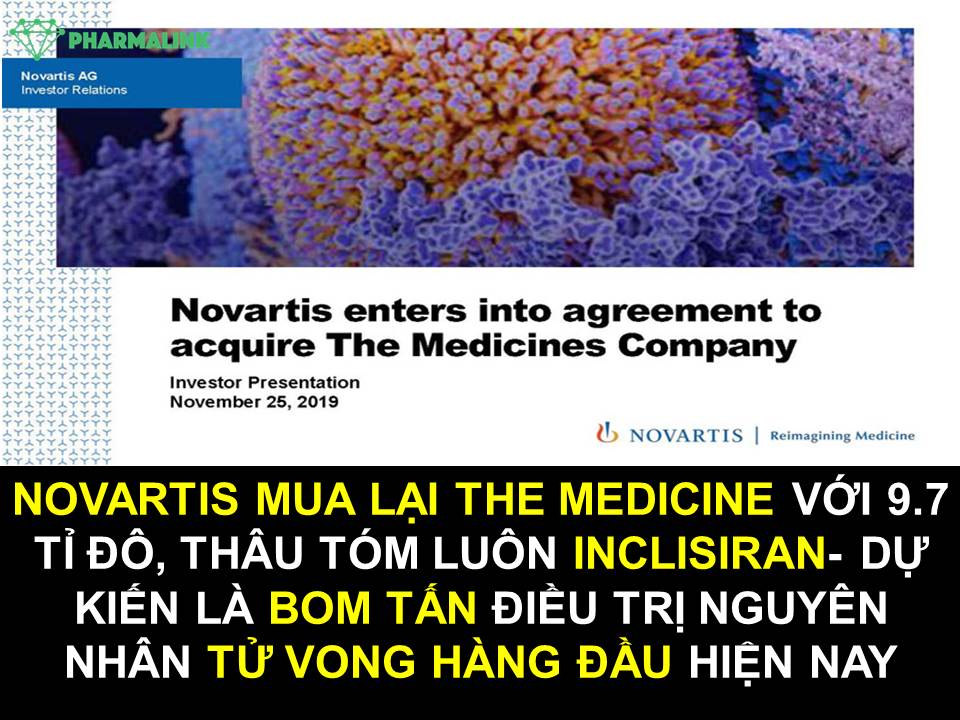 PHARMALINK
Novartis AG
Investor Relations
Novartis enters into agreement to
acquire The Medicines Company
Investor Presentation
November 25, 2019
NOVARTIS | Reimagining Medicine
NOVARTIS MUA LẠI THE MEDICINE VỚI 9.7
TỈ ĐÔ, THÂU TÓM LUÔN INCLISIRAN- DỰ
KIẾN LÀ BOM TẤN ĐIỀU TRỊ NGUYÊN
NHÂN TỬ VONG HÀNG ĐẦU HIỆN NAY